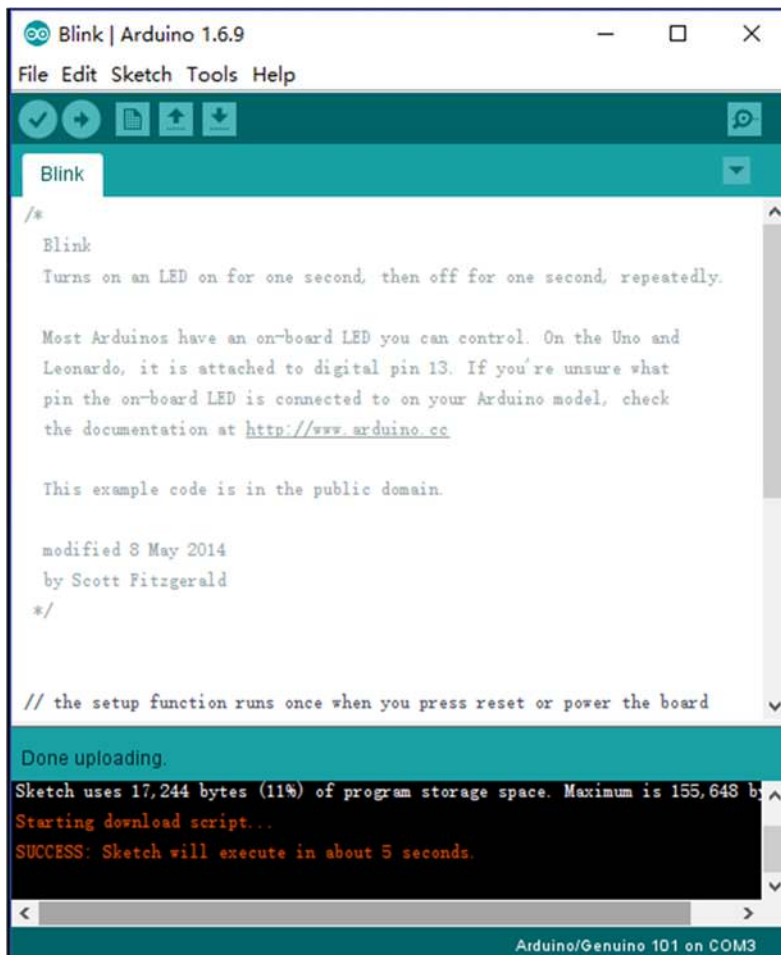 Blink | Arduino 1.6.9
File Edit Sketch Tools Help
Blink
/*
Blink
Turns on an LED on for one second, then off for one second, repeatedly.
Most Arduinos have an on-board LED you can control. On the Uno and
Leonardo, it is attached to digital pin 13. If you're unsure what
pin the on-board LED is connected to on your Arduino model, check
the documentation at http://www.arduino.cc
This example code is in the public domain.
modified 8 May 2014
by Scott Fitzgerald
*/
// the setup function runs once when you press reset or power the board
Done uploading.
Sketch uses 17,244 bytes (11%) of program storage space. Maximum is 155,648 by
Starting download script...
SUCCESS: Sketch will execute in about 5 seconds.
Arduino/Genuino 101 on COM3